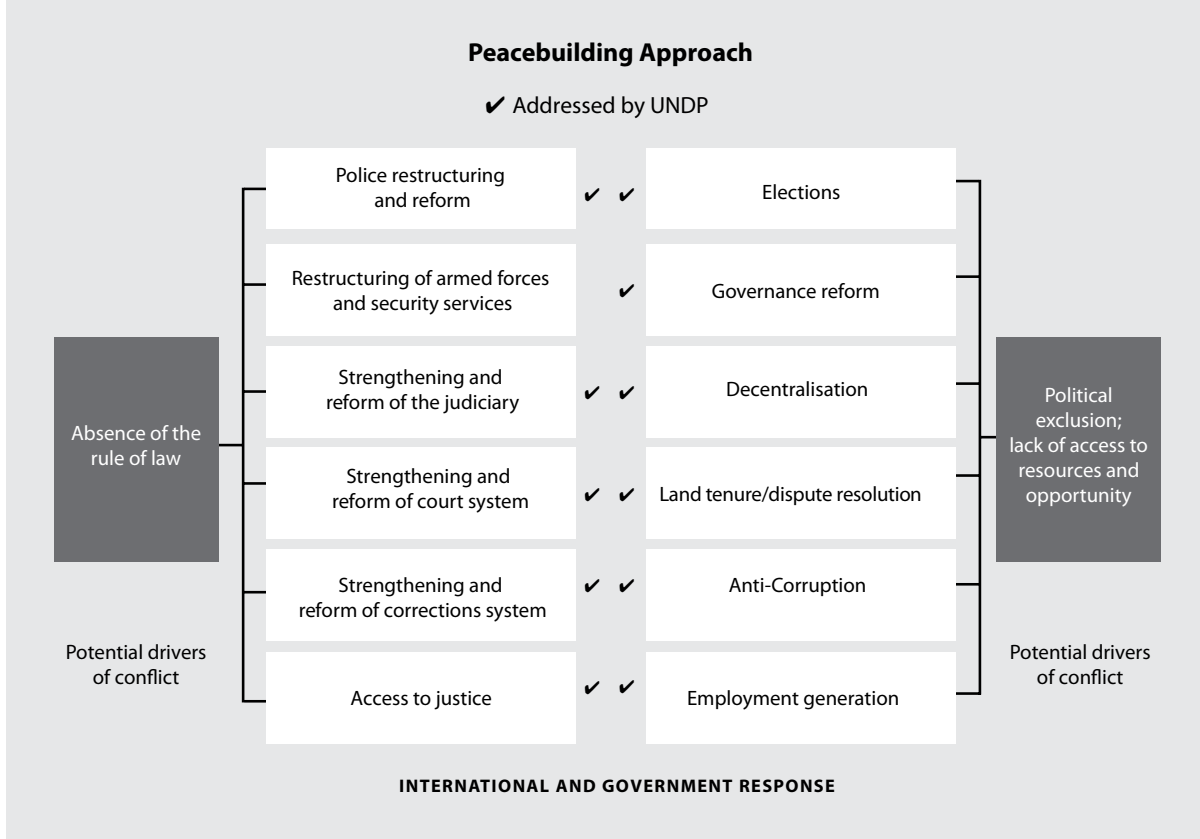 Peacebuilding Approach
✔ Addressed by UNDP
Absence of the
rule of law
Potential drivers
of conflict
Police restructuring
and reform
✔
Restructuring of armed forces
and security services
Strengthening and
reform of the judiciary
✔
Strengthening and
reform of court system
✔
Strengthening and
reform of corrections system
✔
Access to justice
✔
✔
Elections
✔
Governance reform
✔
Decentralisation
✔
Land tenure/dispute resolution
✔
Anti-Corruption
✔
Employment generation
Political
exclusion;
lack of access to
resources and
opportunity
Potential drivers
of conflict
INTERNATIONAL AND GOVERNMENT RESPONSE